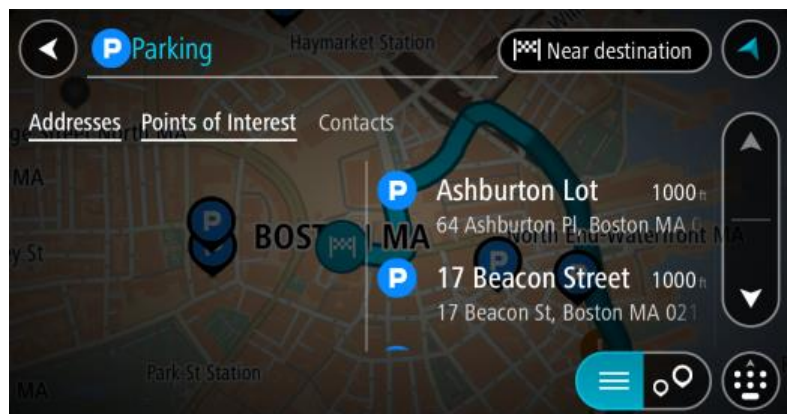 P Parking
Near destination
Haymarket Station
Addresses Points of Interest Contacts
MA
P Ashburton Lot 1000 ft
64 Ashburton Pl, Boston MA 0
P
BOS MA
North End-Waterfront MA
P
y St
P 17 Beacon Street 1000 ft
17 Beacon St, Boston MA 021
Park St Station
MA